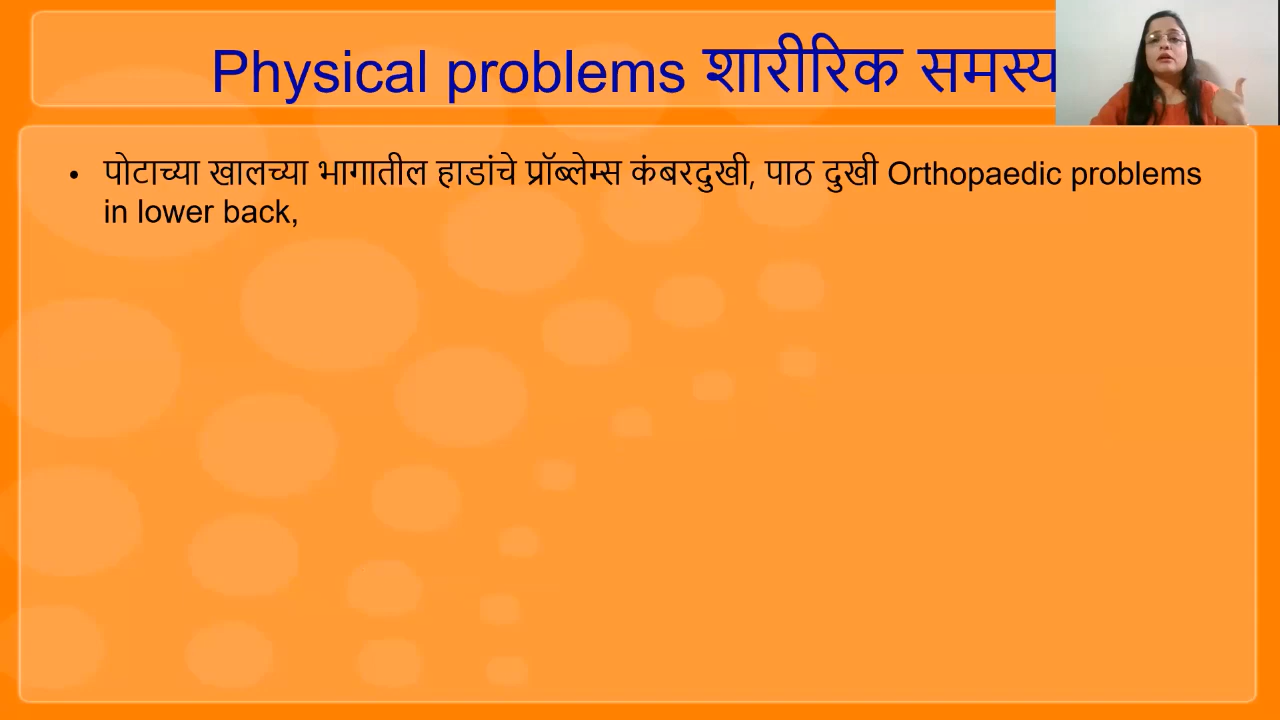 Physical problems शारीरिक समस्य
• पोटाच्या खालच्या भागातील हाडांचे प्रॉब्लेम्स कंबरदुखी, पाठ दुखी Orthopaedic problems
in lower back,